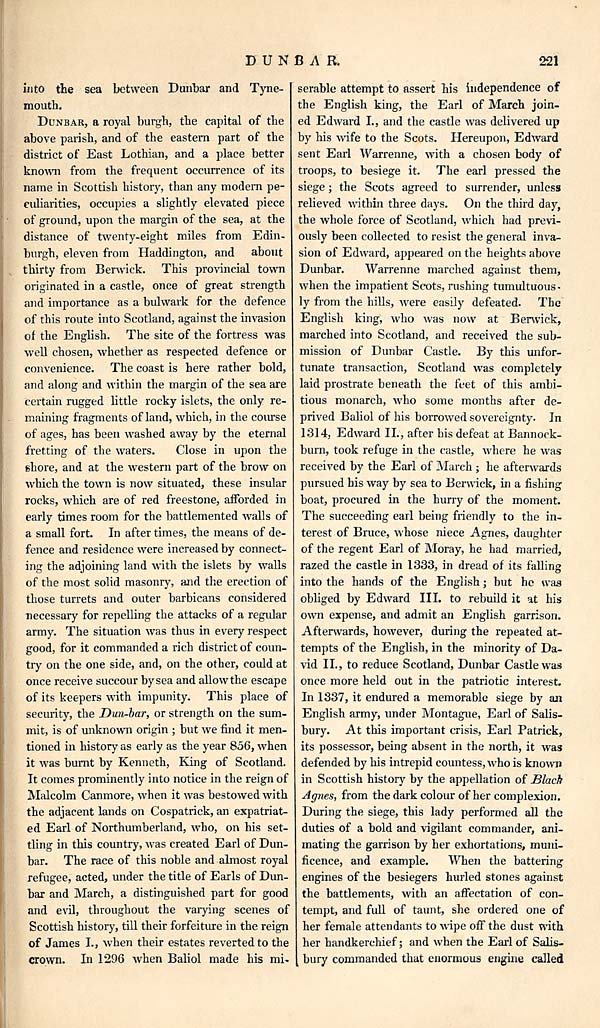 DUNBAR.
221
into the sea between Dunbar and Tyne-
mouth.
DUNBAR, a royal burgh, the capital of the
above parish, and of the eastern part of the
district of East Lothian, and a place better
known from the frequent occurrence of its
name in Scottish history, than any modern pe-
culiarities, occupies a slightly elevated piece
of ground, upon the margin of the sea, at the
distance of twenty-eight miles from Edin-
burgh, eleven from Haddington, and about
thirty from Berwick. This provincial town
originated in a castle, once of great strength
and importance as a bulwark for the defence
of this route into Scotland, against the invasion
of the English. The site of the fortress was
well chosen, whether as respected defence or
convenience. The coast is here rather bold,
and along and within the margin of the sea are
certain rugged little rocky islets, the only re-
maining fragments of land, which, in the course
of ages, has been washed away by the eternal
fretting of the waters. Close in upon the
shore, and at the western part of the brow on
which the town is now situated, these insular
rocks, which are of red freestone, afforded in
early times room for the battlemented walls of
a small fort. In after times, the means of de-
fence and residence were increased by connect-
ing the adjoining land with the islets by walls
of the most solid masonry, and the erection of
those turrets and outer barbicans considered
necessary for repelling the attacks of a regular
army. The situation was thus in every respect
good, for it commanded a rich district of coun-
try on the one side, and, on the other, could at
once receive succour by sea and allow the escape
of its keepers with impunity. This place of
security, the Dun-bar, or strength on the sum-
mit, is of unknown origin ; but we find it men-
tioned in history as early as the year 856, when
it was burnt by Kenneth, King of Scotland.
It comes prominently into notice in the reign of
Malcolm Canmore, when it was bestowed with
the adjacent lands on Cospatrick, an expatriat-
ed Earl of Northumberland, who, on his set-
tling in this country, was created Earl of Dun-
bar. The race of this noble and almost royal
refugee, acted, under the title of Earls of Dun-
bar and March, a distinguished part for good
and evil, throughout the varying scenes of
Scottish history, till their forfeiture in the reign
of James I., when their estates reverted to the
crown. In 1296 when Baliol made his mi-
serable attempt to assert his independence of
the English king, the Earl of March join-
ed Edward I., and the castle was delivered up
by his wife to the Scots. Hereupon, Edward
sent Earl Warrenne, with a chosen body of
troops, to besiege it. The earl pressed the
siege ; the Scots agreed to surrender, unless
relieved within three days. On the third day,
the whole force of Scotland, which had previ-
ously been collected to resist the general inva-
sion of Edward, appeared on the heights above
Dunbar. Warrenne marched against them,
when the impatient Scots, rushing tumultuous-
ly from the hills, were easily defeated. The
English king, who was now at Berwick,
marched into Scotland, and received the sub-
mission of Dunbar Castle. By this unfor-
tunate transaction, Scotland was completely
laid prostrate beneath the feet of this ambi-
tious monarch, who some months after de-
prived Baliol of his borrowed sovereignty. In
1314, Edward II., after his defeat at Bannock-
burn, took refuge in the castle, where he was
received by the Earl of March ; he afterwards
pursued his way by sea to Berwick, in a fishing
boat, procured in the hurry of the moment.
The succeeding earl being friendly to the in-
terest of Bruce, whose niece Agnes, daughter
of the regent Earl of Moray, he had married,
razed the castle in 1333, in dread of its falling
into the hands of the English ; but he was
obliged by Edward III. to rebuild it at his
own expense, and admit an English garrison.
Afterwards, however, during the repeated at-
tempts of the English, in the minority of Da-
vid II., to reduce Scotland, Dunbar Castle was
once more held out in the patriotic interest.
In 1337, it endured a memorable siege by an
English army, under Montague, Earl of Salis-
bury. At this important crisis, Earl Patrick,
its possessor, being absent in the north, it was
defended by his intrepid countess, who is known
in Scottish history by the appellation of Black
Agnes, from the dark colour of her complexion.
During the siege, this lady performed all the
duties of a bold and vigilant commander, ani-
mating the garrison by her exhortations, muni-
ficence, and example. When the battering
engines of the besiegers hurled stones against
the battlements, with an affectation of con-
tempt, and full of taunt, she ordered one of
her female attendants to wipe off the dust with
her handkerchief ; and when the Earl of Salis-
bury commanded that enormous engine called